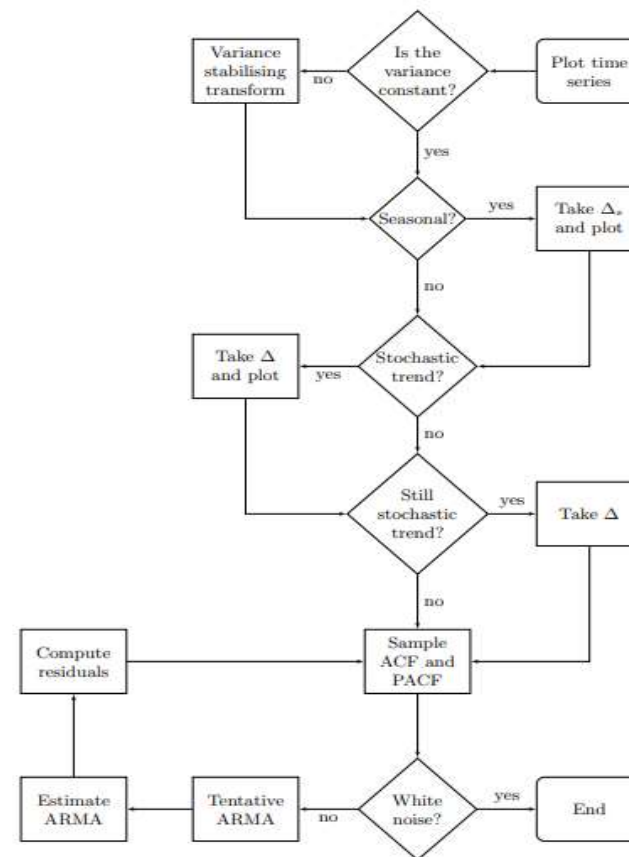 Plot time
series
Is the
variance
constant?
no
Variance
stabilising
transform
yes
Seasonal?
yes
Take Δₛ
and plot
no
Stochastic
trend?
yes
Take Δ
and plot
no
Still
stochastic
trend?
yes
Take Δ
no
Sample
ACF and
PACF
Compute
residuals
White
noise?
yes
End
no
Tentative
ARMA
Estimate
ARMA